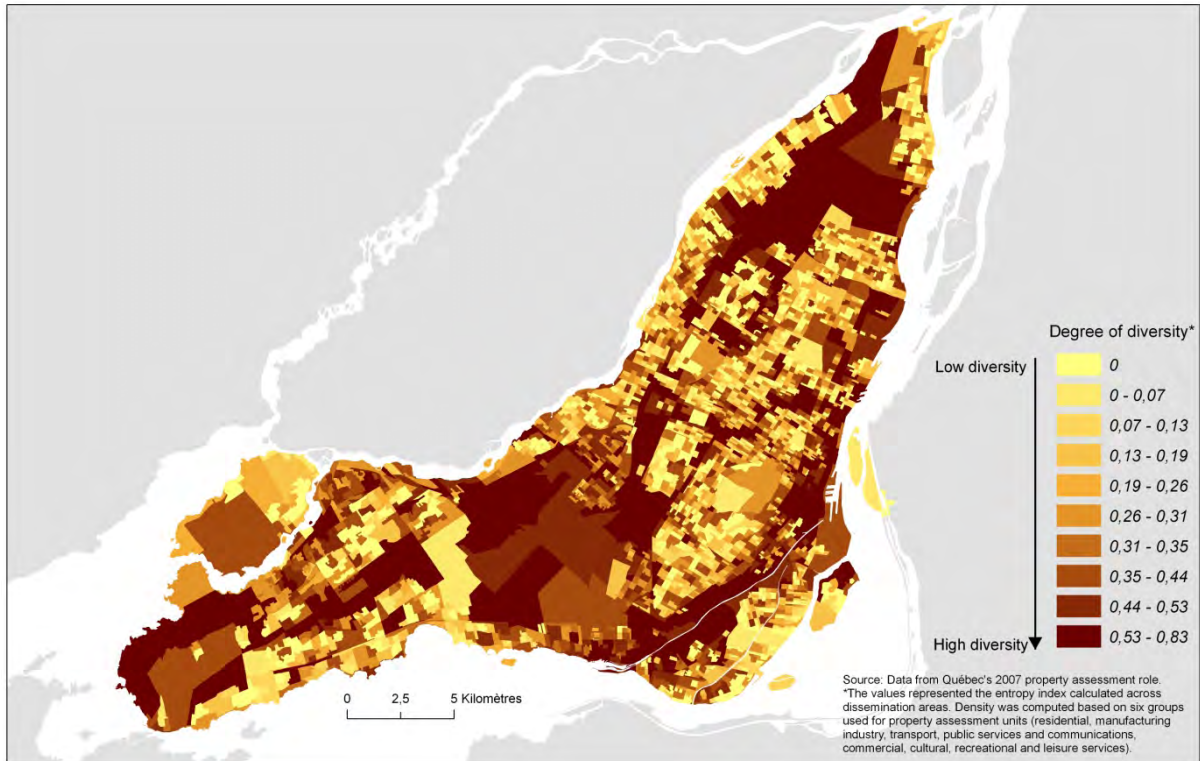 Degree of diversity*
Low diversity
0
0 - 0,07
0,07 - 0,13
0,13 - 0,19
0,19 - 0,26
0,26 - 0,31
0,31 - 0,35
0,35 - 0,44
0,44 - 0,53
0,53 - 0,83
High diversity
0 2,5 5 Kilomètres
Source: Data from Québec's 2007 property assessment role.
*The values represented the entropy index calculated across
dissemination areas. Density was computed based on six groups
used for property assessment units (residential, manufacturing
industry, transport, public services and communications,
commercial, cultural, recreational and leisure services).